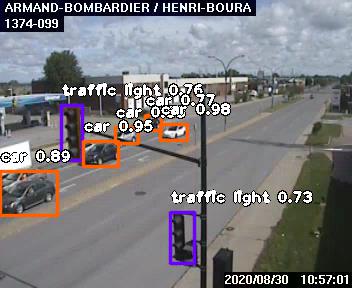 ARMAND-BOMBARDIER / HENRI-BOURA
1374-099
traffic light 0.76
car 0.77
car 0.98
car 0.95
car 0.89
traffic light 0.73
2020/08/30 10:57:01